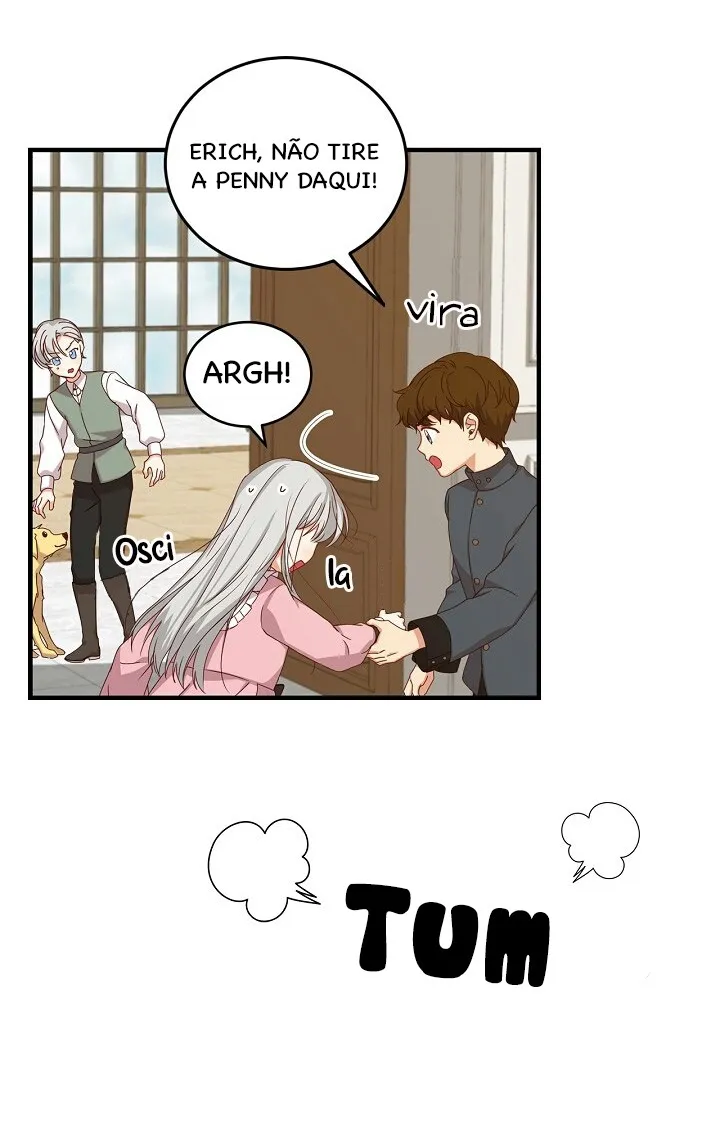 ERICH, NÃO TIRE
A PENNY DAQUI!
vira
ARGH!
Osci
la
TUM